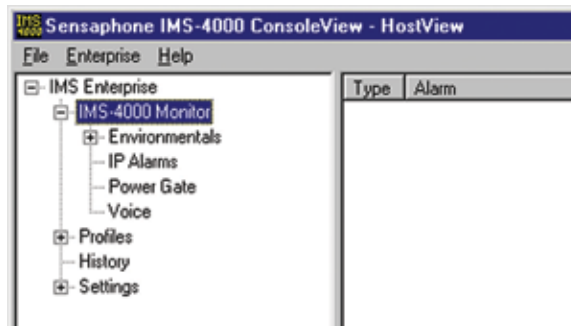 IMS 4000 Sensaphone IMS-4000 ConsoleView - HostView
File Enterprise Help
IMS Enterprise
IMS-4000 Monitor
Environmentals
IP Alarms
Power Gate
Voice
Profiles
History
Settings
Type Alarm